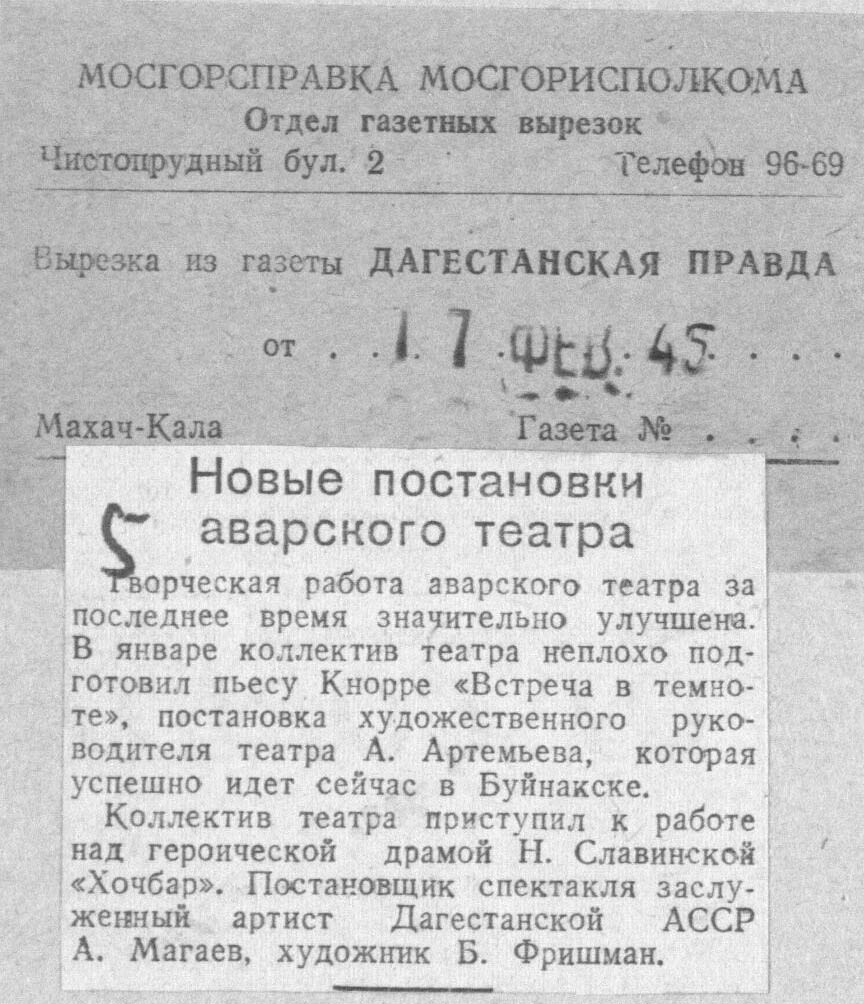 МОСГОРСПРАВКА МОСГОРИСПОЛКОМА
Отдел газетных вырезок
Чистопрудный бул. 2 Телефон 96-69
Вырезка из газеты ДАГЕСТАНСКАЯ ПРАВДА
от . . 17 . ФЕВ. 45 . . . .
Махач-Кала Газета № . . . .
Новые постановки
5 аварского театра
Творческая работа аварского театра за
последнее время значительно улучшена.
В январе коллектив театра неплохо под-
готовил пьесу Кнорре «Встреча в темно-
те», постановка художественного руко-
водителя театра А. Артемьева, которая
успешно идет сейчас в Буйнакске.
Коллектив театра приступил к работе
над героической драмой Н. Славинской
«Хочбар». Постановщик спектакля заслу-
женный артист Дагестанской АССР
А. Магаев, художник Б. Фришман.